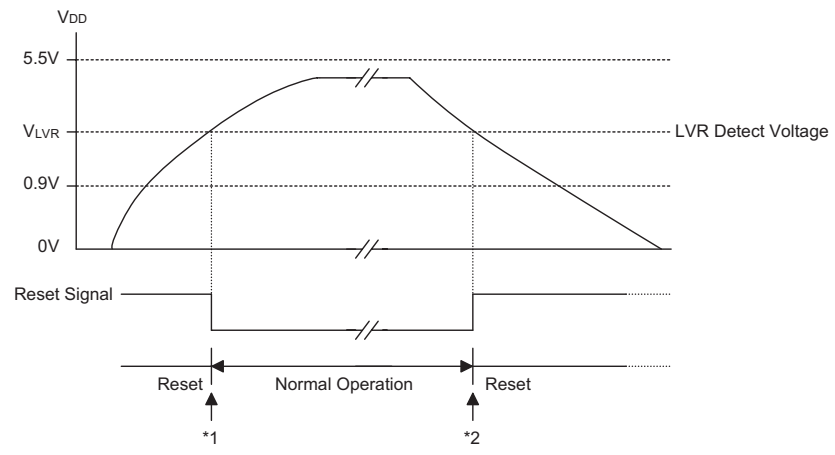 VDD
5.5V
VLVR
LVR Detect Voltage
0.9V
0V
Reset Signal
Reset
Normal Operation
Reset
*1
*2